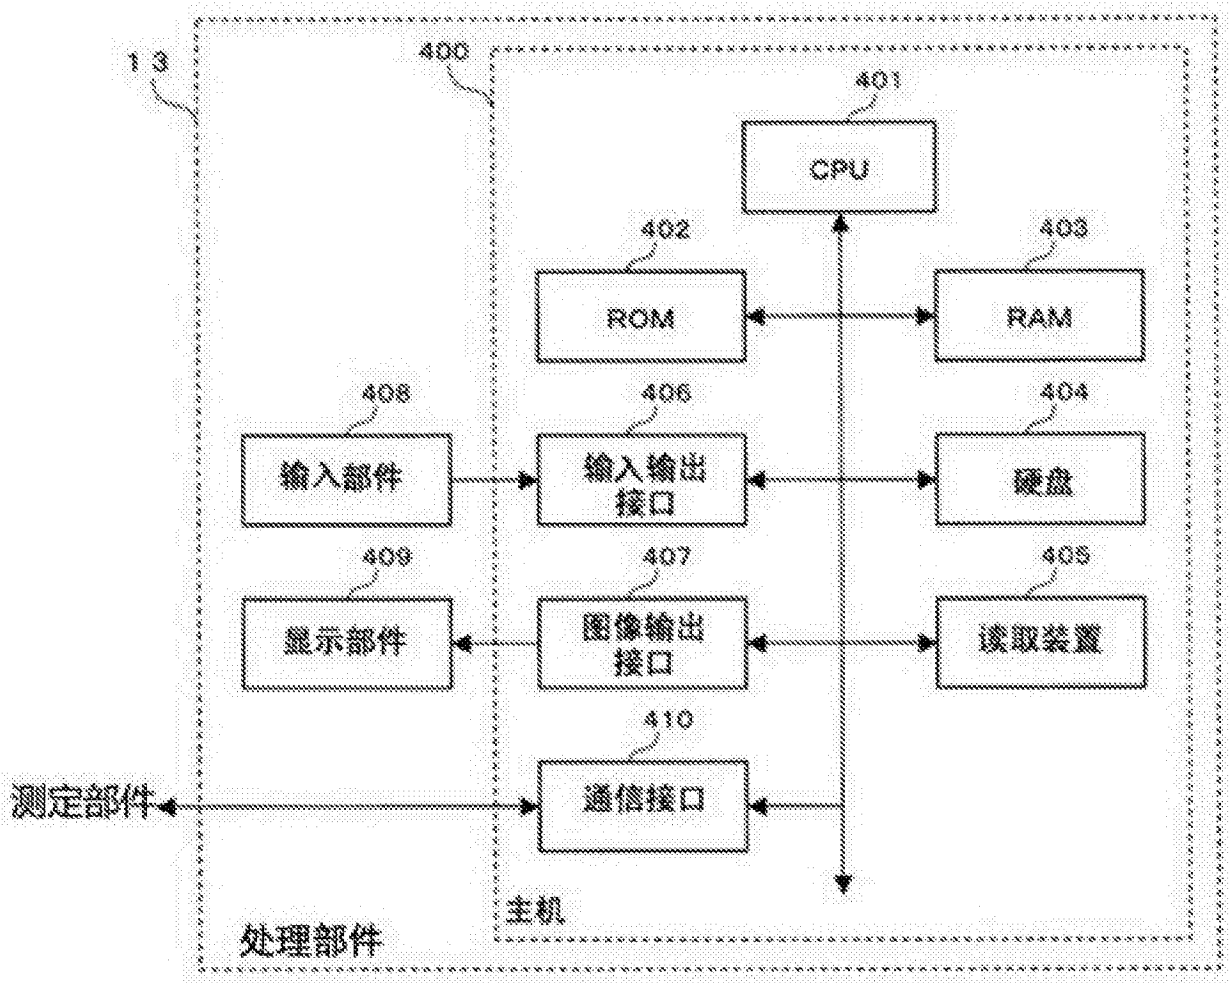 13
400
401
CPU
402
ROM
403
RAM
408
输入部件
406
输入输出
接口
404
硬盘
409
显示部件
407
图像输出
接口
405
读取装置
410
测定部件
通信接口
主机
处理部件